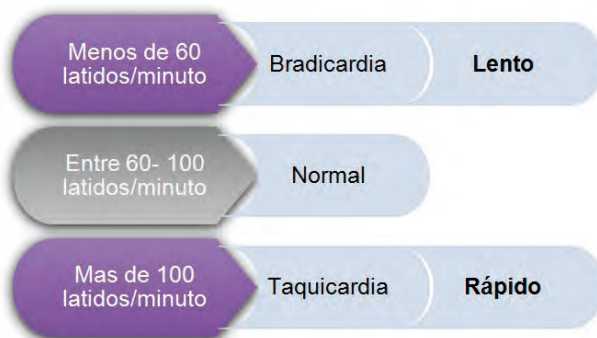 Menos de 60
latidos/minuto
Bradicardia
Lento
Entre 60- 100
latidos/minuto
Normal
Mas de 100
latidos/minuto
Taquicardia
Rápido